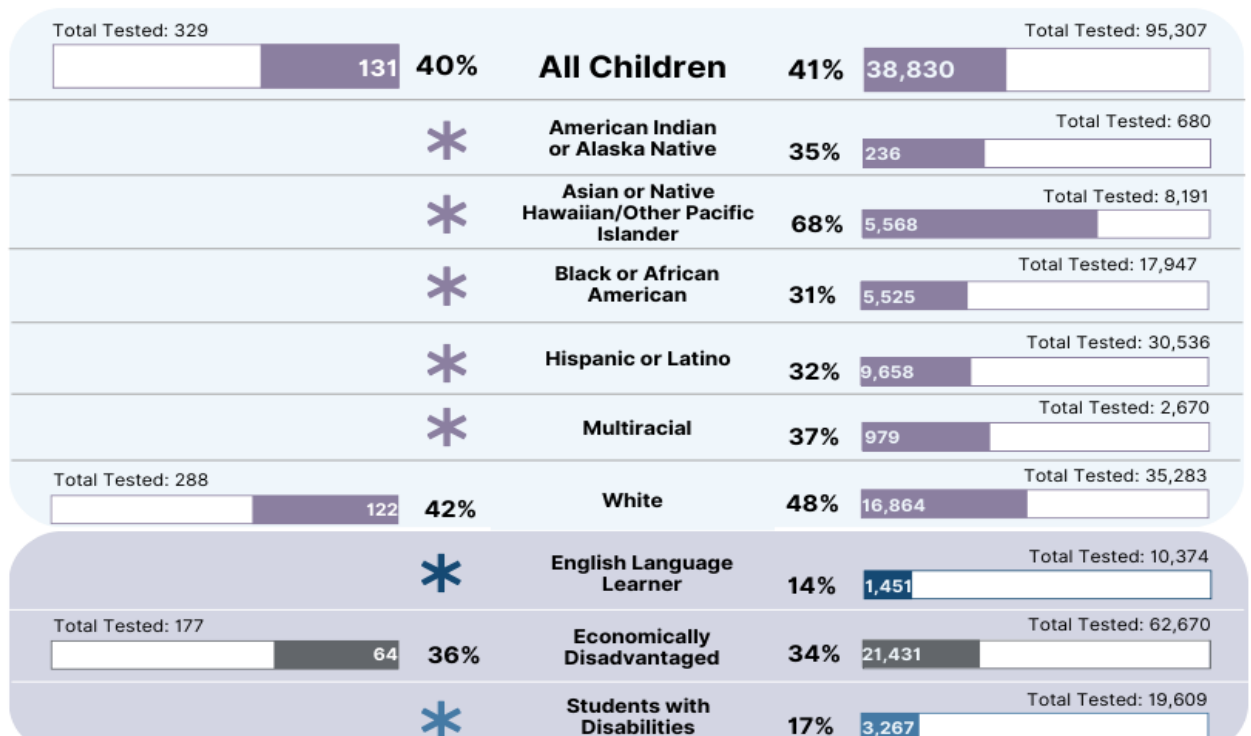 Total Tested: 329
131 40% All Children 41% 38,830
Total Tested: 95,307
American Indian
or Alaska Native
35%
Total Tested: 680
236
Asian or Native
Hawaiian/Other Pacific
Islander
68%
Total Tested: 8,191
5,568
Black or African
American
31%
Total Tested: 17,947
5,525
Hispanic or Latino
32%
Total Tested: 30,536
9,658
Multiracial
37%
Total Tested: 2,670
979
Total Tested: 288
122 42% White 48% 16,864
Total Tested: 35,283
English Language
Learner
14%
Total Tested: 10,374
1,451
Total Tested: 177
64 36%
Economically
Disadvantaged
34%
Total Tested: 62,670
21,431
Students with
Disabilities
17%
Total Tested: 19,609
3,267